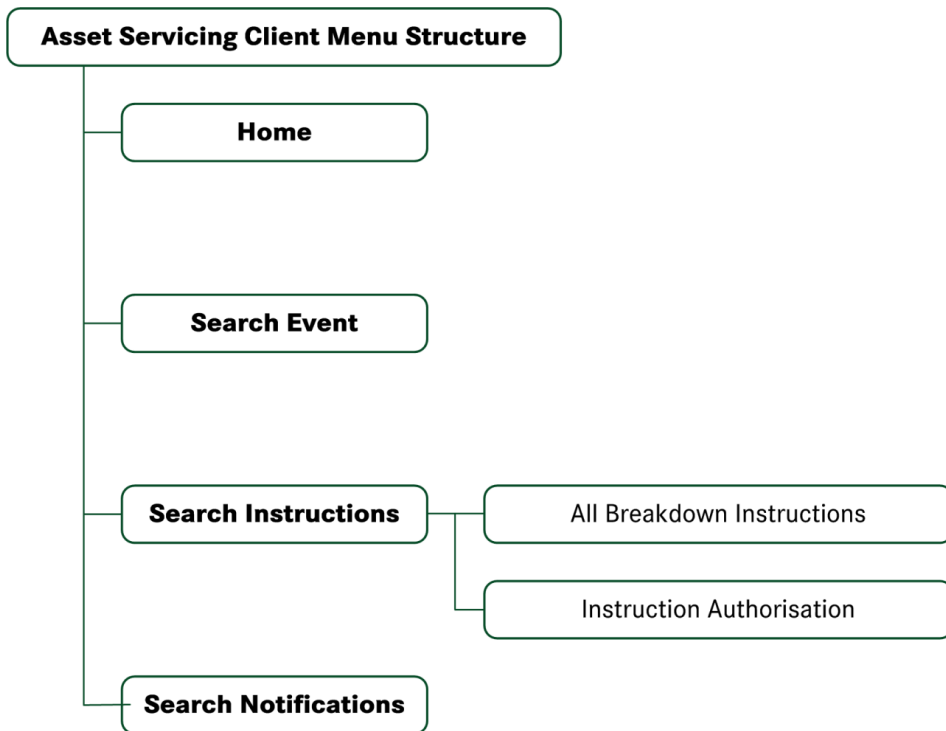 Asset Servicing Client Menu Structure
Home
Search Event
Search Instructions
All Breakdown Instructions
Instruction Authorisation
Search Notifications